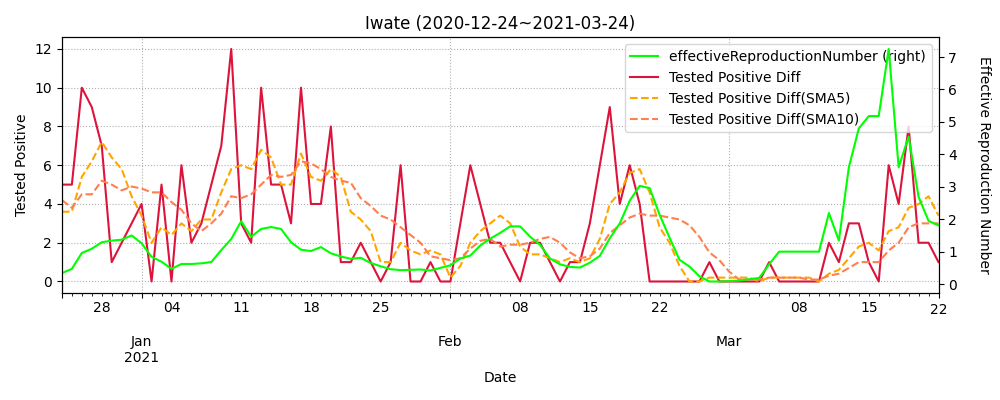 Iwate (2020-12-24~2021-03-24)
effectiveReproductionNumber (right)
Tested Positive Diff
Tested Positive Diff(SMA5)
Tested Positive Diff(SMA10)
Tested Positive
12
10
8
6
4
2
0
Effective Reproduction Number
7
6
5
4
3
2
1
0
28 04 11 18 25 08 15 22 08 15 22
Jan Feb Mar
2021
Date